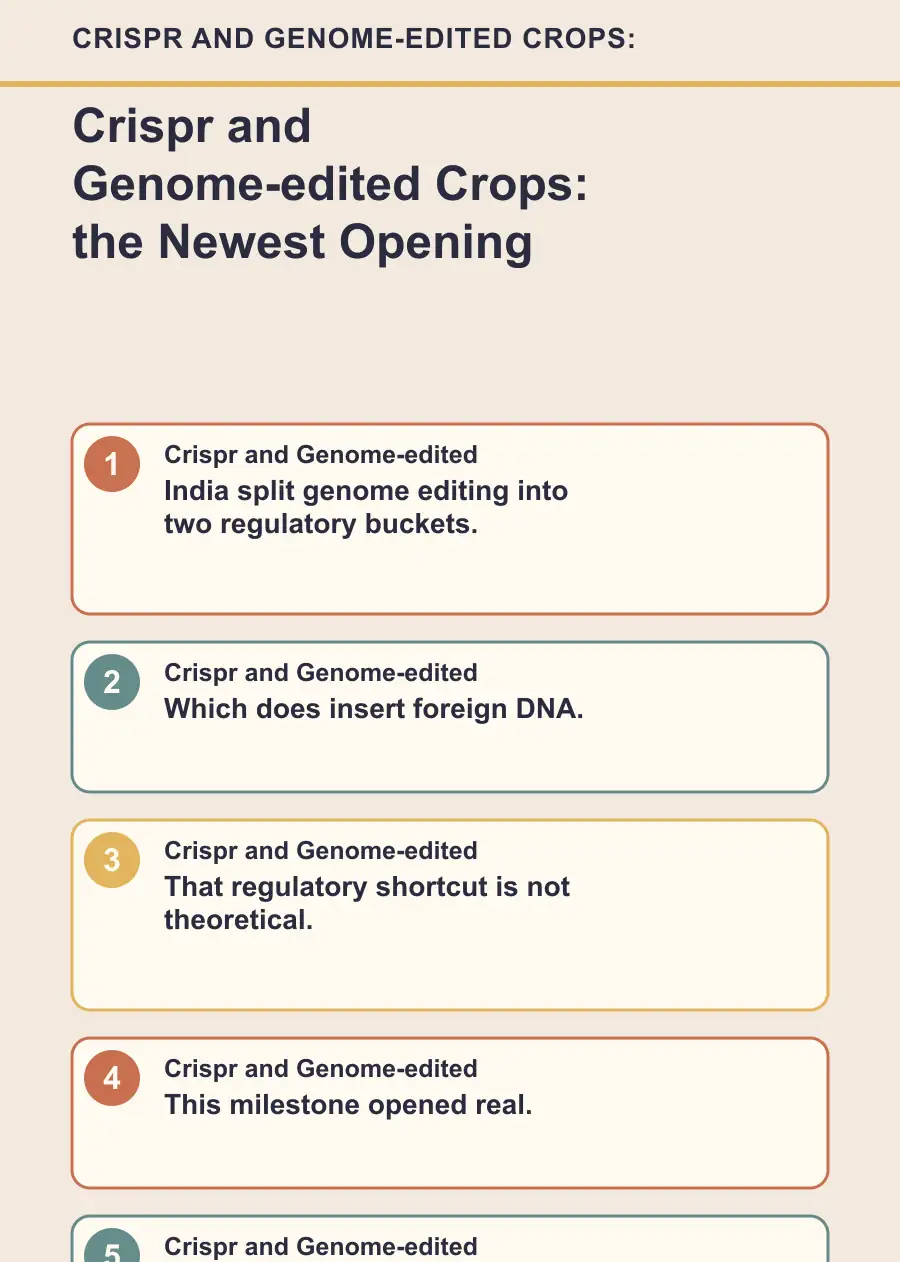 CRISPR AND GENOME-EDITED CROPS:
Crispr and
Genome-edited Crops:
the Newest Opening
1
Crispr and Genome-edited
India split genome editing into
two regulatory buckets.
2
Crispr and Genome-edited
Which does insert foreign DNA.
3
Crispr and Genome-edited
That regulatory shortcut is not
theoretical.
4
Crispr and Genome-edited
This milestone opened real.
5
Crispr and Genome-edited